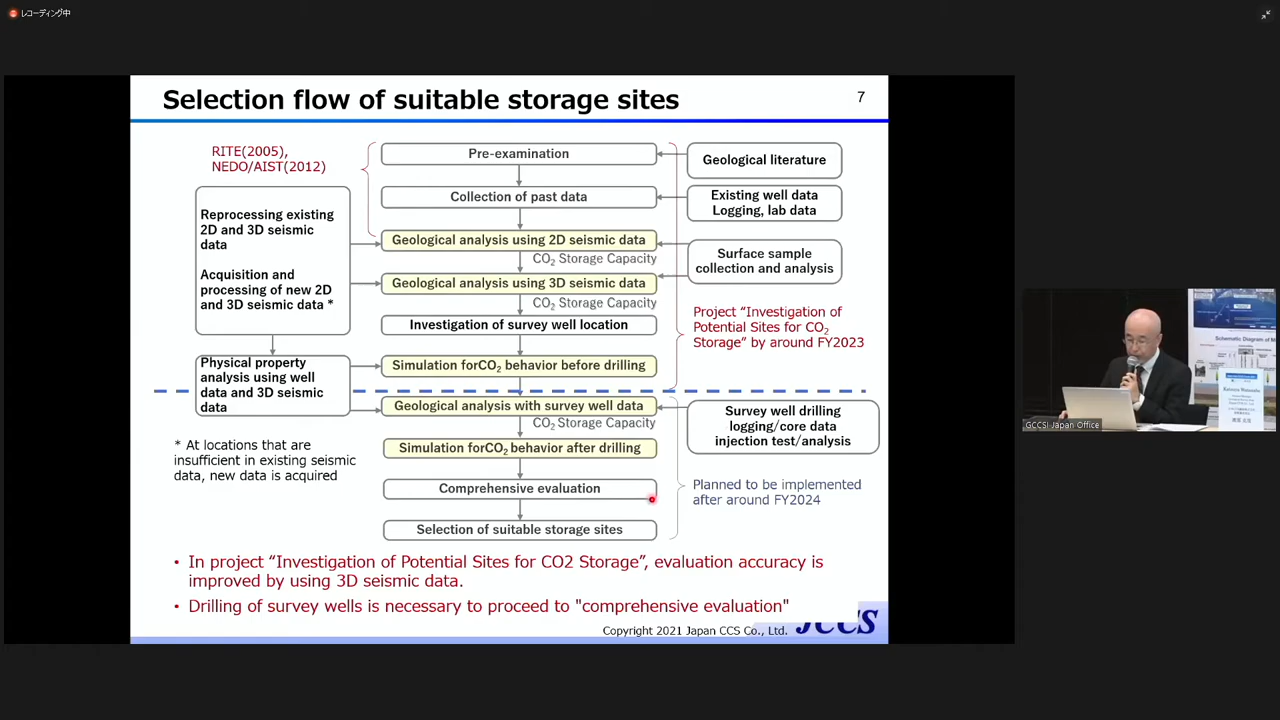 レコーディング中
Selection flow of suitable storage sites
7
RITE(2005),
NEDO/AIST(2012)
Pre-examination
Geological literature
Collection of past data
Existing well data
Logging, lab data
Reprocessing existing
2D and 3D seismic
data
Acquisition and
processing of new 2D
and 3D seismic data *
Geological analysis using 2D seismic data
CO₂ Storage Capacity
Surface sample
collection and analysis
Geological analysis using 3D seismic data
CO₂ Storage Capacity
Investigation of survey well location
Project “Investigation of
Potential Sites for CO₂
Storage” by around FY2023
Physical property
analysis using well
data and 3D seismic
data
Simulation forCO₂ behavior before drilling
Geological analysis with survey well data
CO₂ Storage Capacity
Survey well drilling
logging/core data
injection test/analysis
Simulation forCO₂ behavior after drilling
* At locations that are
insufficient in existing seismic
data, new data is acquired
Comprehensive evaluation
Planned to be implemented
after around FY2024
Selection of suitable storage sites
• In project “Investigation of Potential Sites for CO2 Storage”, evaluation accuracy is
improved by using 3D seismic data.
• Drilling of survey wells is necessary to proceed to "comprehensive evaluation"
Copyright 2021 Japan CCS Co., Ltd.
JCCS
Schematic Diagram of
GCCSI Japan Office